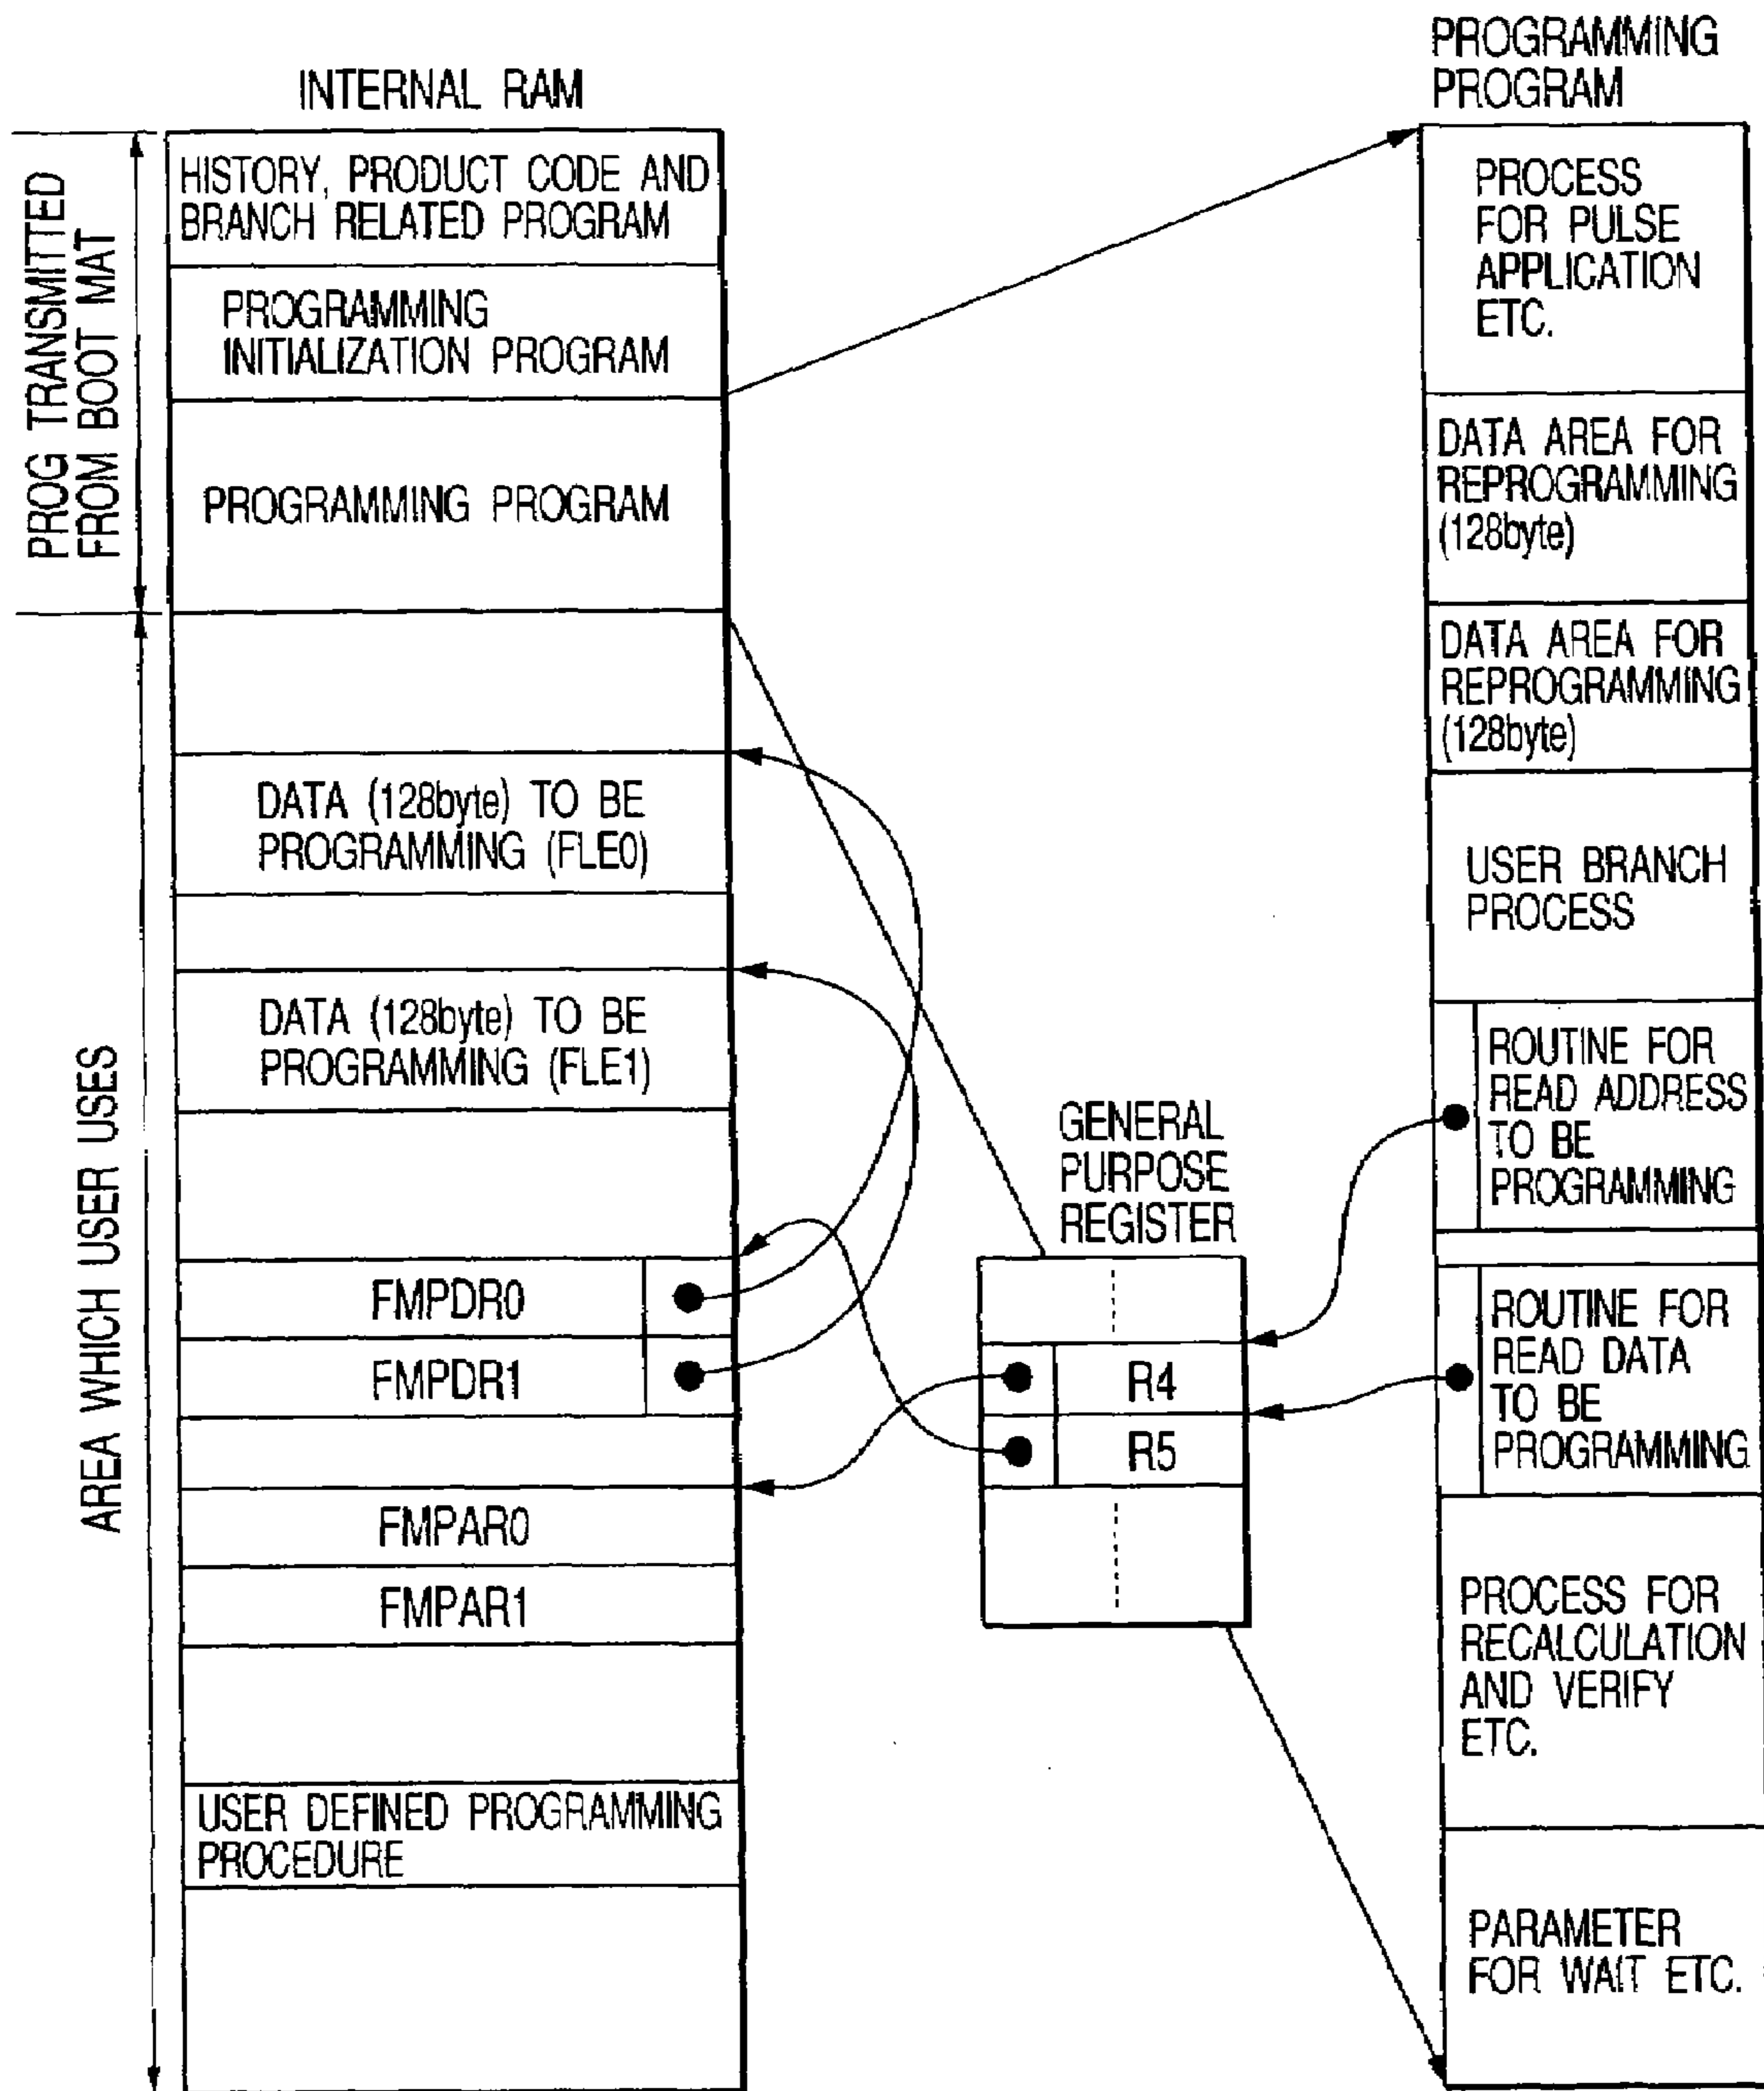 INTERNAL RAM
PROG TRANSMITTED
FROM BOOT MAT
HISTORY, PRODUCT CODE AND
BRANCH RELATED PROGRAM
PROGRAMMING
INITIALIZATION PROGRAM
PROGRAMMING PROGRAM
AREA WHICH USER USES
DATA (128byte) TO BE
PROGRAMMING (FLE0)
DATA (128byte) TO BE
PROGRAMMING (FLE1)
FMPDR0
FMPDR1
FMPAR0
FMPAR1
USER DEFINED PROGRAMMING
PROCEDURE
GENERAL
PURPOSE
REGISTER
R4
R5
PROGRAMMING
PROGRAM
PROCESS
FOR PULSE
APPLICATION
ETC.
DATA AREA FOR
REPROGRAMMING
(128byte)
DATA AREA FOR
REPROGRAMMING
(128byte)
USER BRANCH
PROCESS
ROUTINE FOR
READ ADDRESS
TO BE
PROGRAMMING
ROUTINE FOR
READ DATA
TO BE
PROGRAMMING
PROCESS FOR
RECALCULATION
AND VERIFY
ETC.
PARAMETER
FOR WAIT ETC.